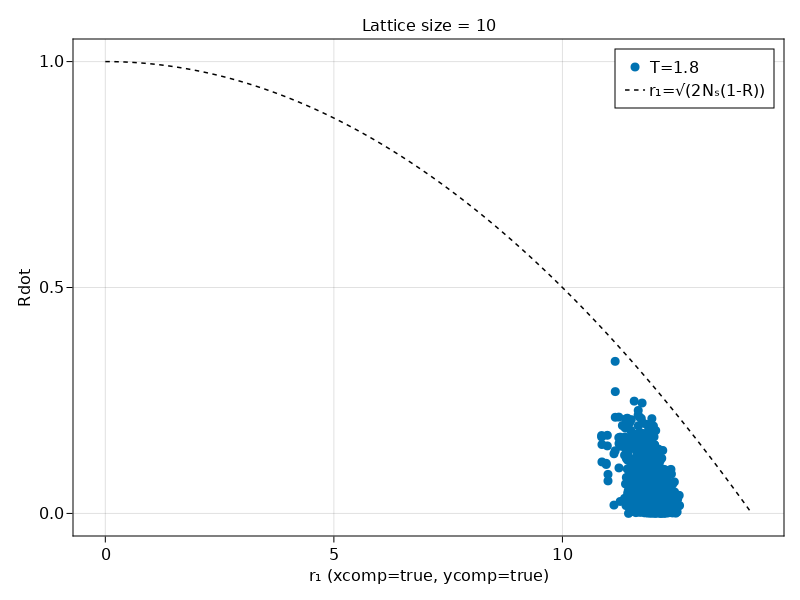 Lattice size = 10
T=1.8
r₁=√(2Nₛ(1-R))
Rdot
1.0
0.5
0.0
0
5
10
r₁ (xcomp=true, ycomp=true)